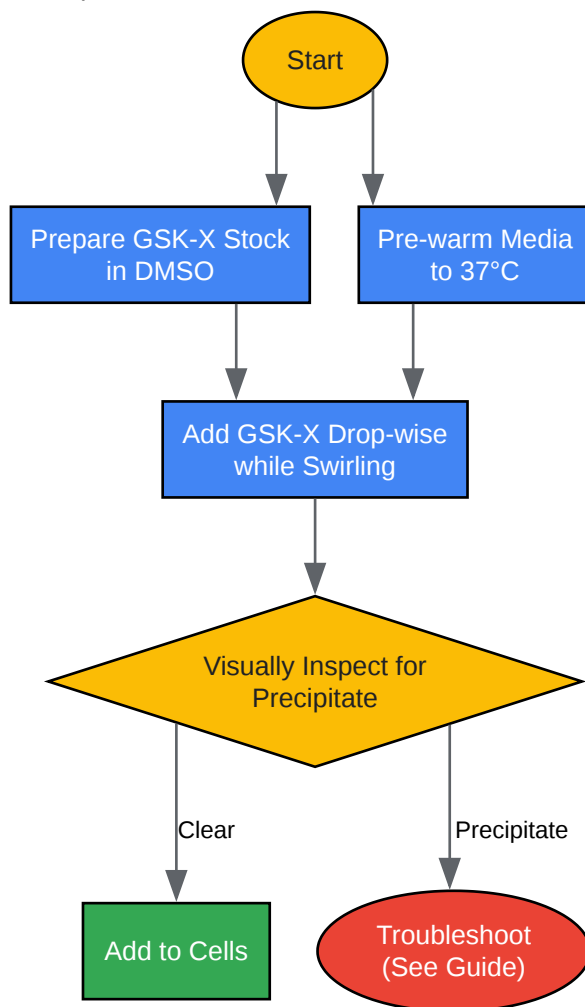 Start
Prepare GSK-X Stock
in DMSO
Pre-warm Media
to 37°C
Add GSK-X Drop-wise
while Swirling
Visually Inspect for
Precipitate
Clear
Precipitate
Add to Cells
Troubleshoot
(See Guide)